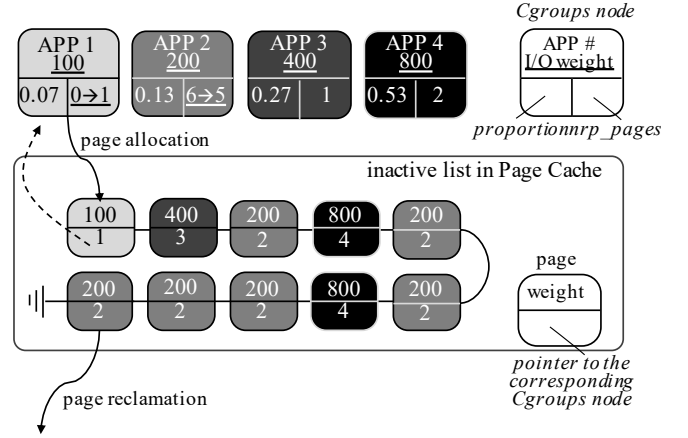 Cgroups node
APP 1
100
0.07 0→1
APP 2
200
0.13 6→5
APP 3
400
0.27 1
APP 4
800
0.53 2
APP #
I/O weight
proportion nrp_pages
page allocation
inactive list in Page Cache
100 400 200 800 200
1 3 2 4 2
200 200 200 800 200
2 2 2 4 2
page
weight
pointer to the
corresponding
Cgroups node
page reclamation